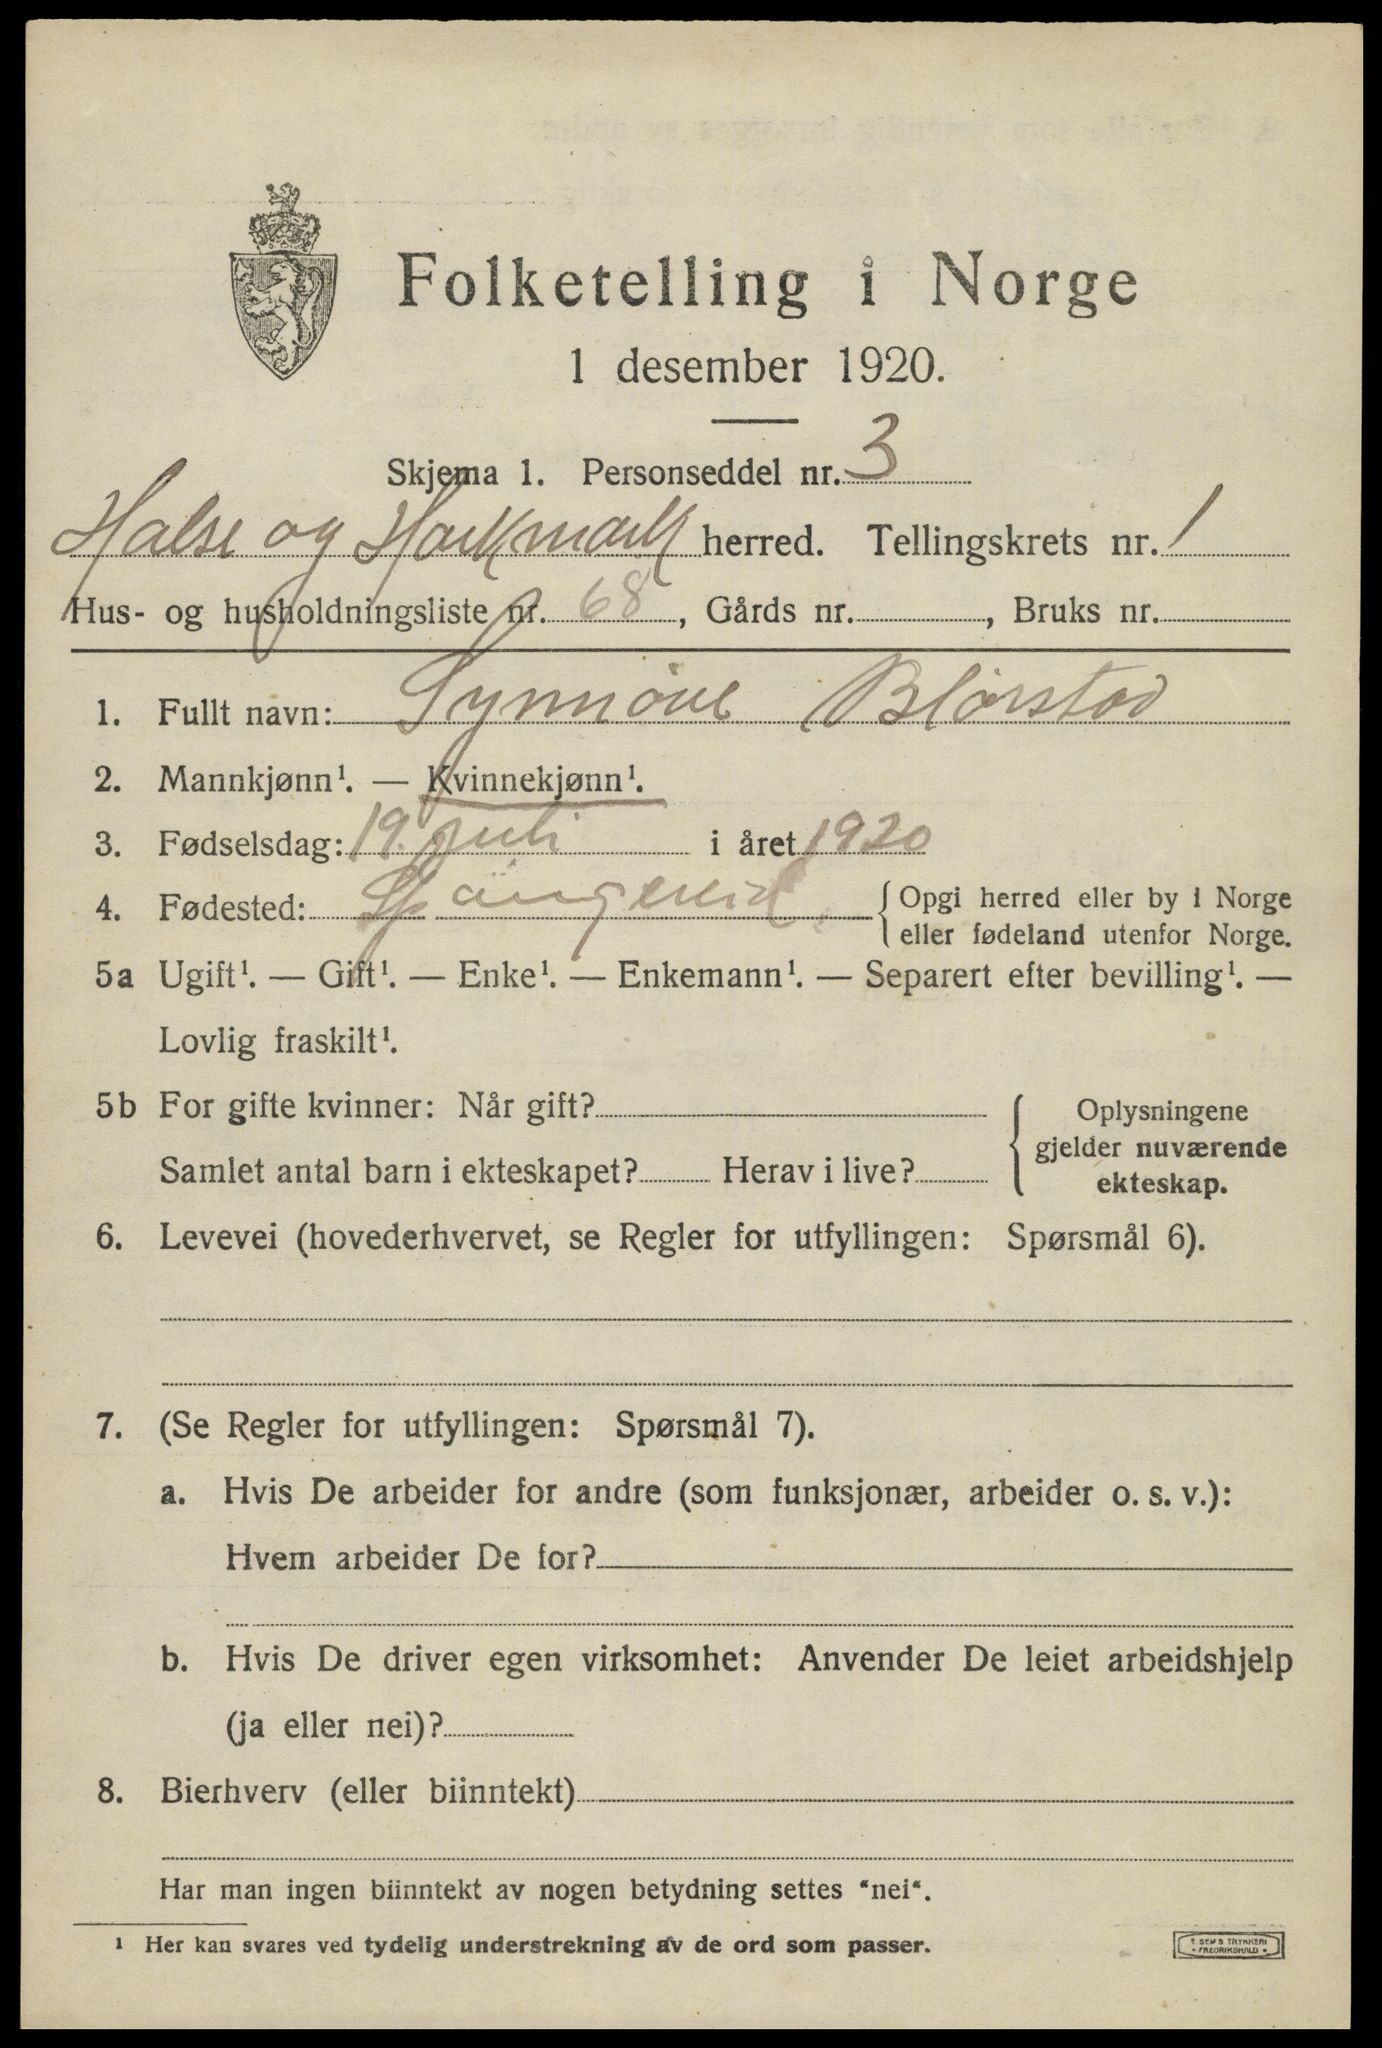 Folketelling i Norge
1 desember 1920.
Skjema 1. Personseddel nr. 3
Halse og Harkmark herred. Tellingskrets nr. 1
Hus- og husholdningsliste nr. 68, Gårds nr. , Bruks nr.
1. Fullt navn: Synnöve
2. Mannkjønn¹. — Kvinnekjønn¹.
3. Fødselsdag: 19. juli i året 1920
4. Fødested: Spangereid. {Opgi herred eller by i Norge
eller fødeland utenfor Norge.
5a Ugift¹. — Gift¹. — Enke¹. — Enkemann¹. — Separert efter bevilling¹. —
Lovlig fraskilt¹.
5b For gifte kvinner: Når gift?
Samlet antal barn i ekteskapet? Herav i live?
{Oplysningene
gjelder nuværende
ekteskap.
6. Levevei (hovederhvervet, se Regler for utfyllingen: Spørsmål 6).
7. (Se Regler for utfyllingen: Spørsmål 7).
a. Hvis De arbeider for andre (som funksjonær, arbeider o. s. v.):
Hvem arbeider De for?
b. Hvis De driver egen virksomhet: Anvender De leiet arbeidshjelp
(ja eller nei)?
8. Bierhverv (eller biinntekt)
Har man ingen biinntekt av nogen betydning settes “nei“.
¹ Her kan svares ved tydelig understrekning av de ord som passer.
E. SEM'S TRYKKERI
• FREDRIKSHALD •